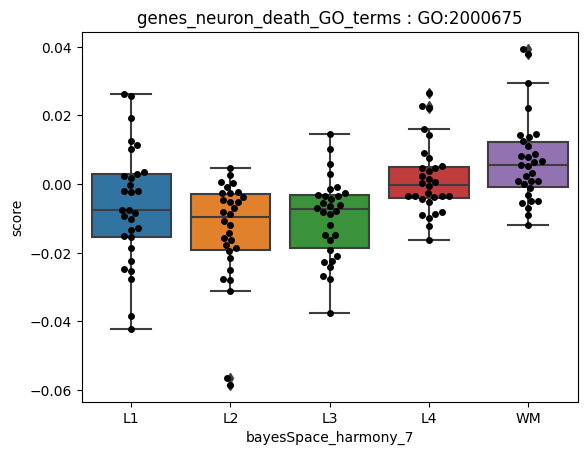 genes_neuron_death_GO_terms : GO:2000675
score
0.04
0.02
0.00
−0.02
−0.04
−0.06
L1 L2 L3 L4 WM
bayesSpace_harmony_7